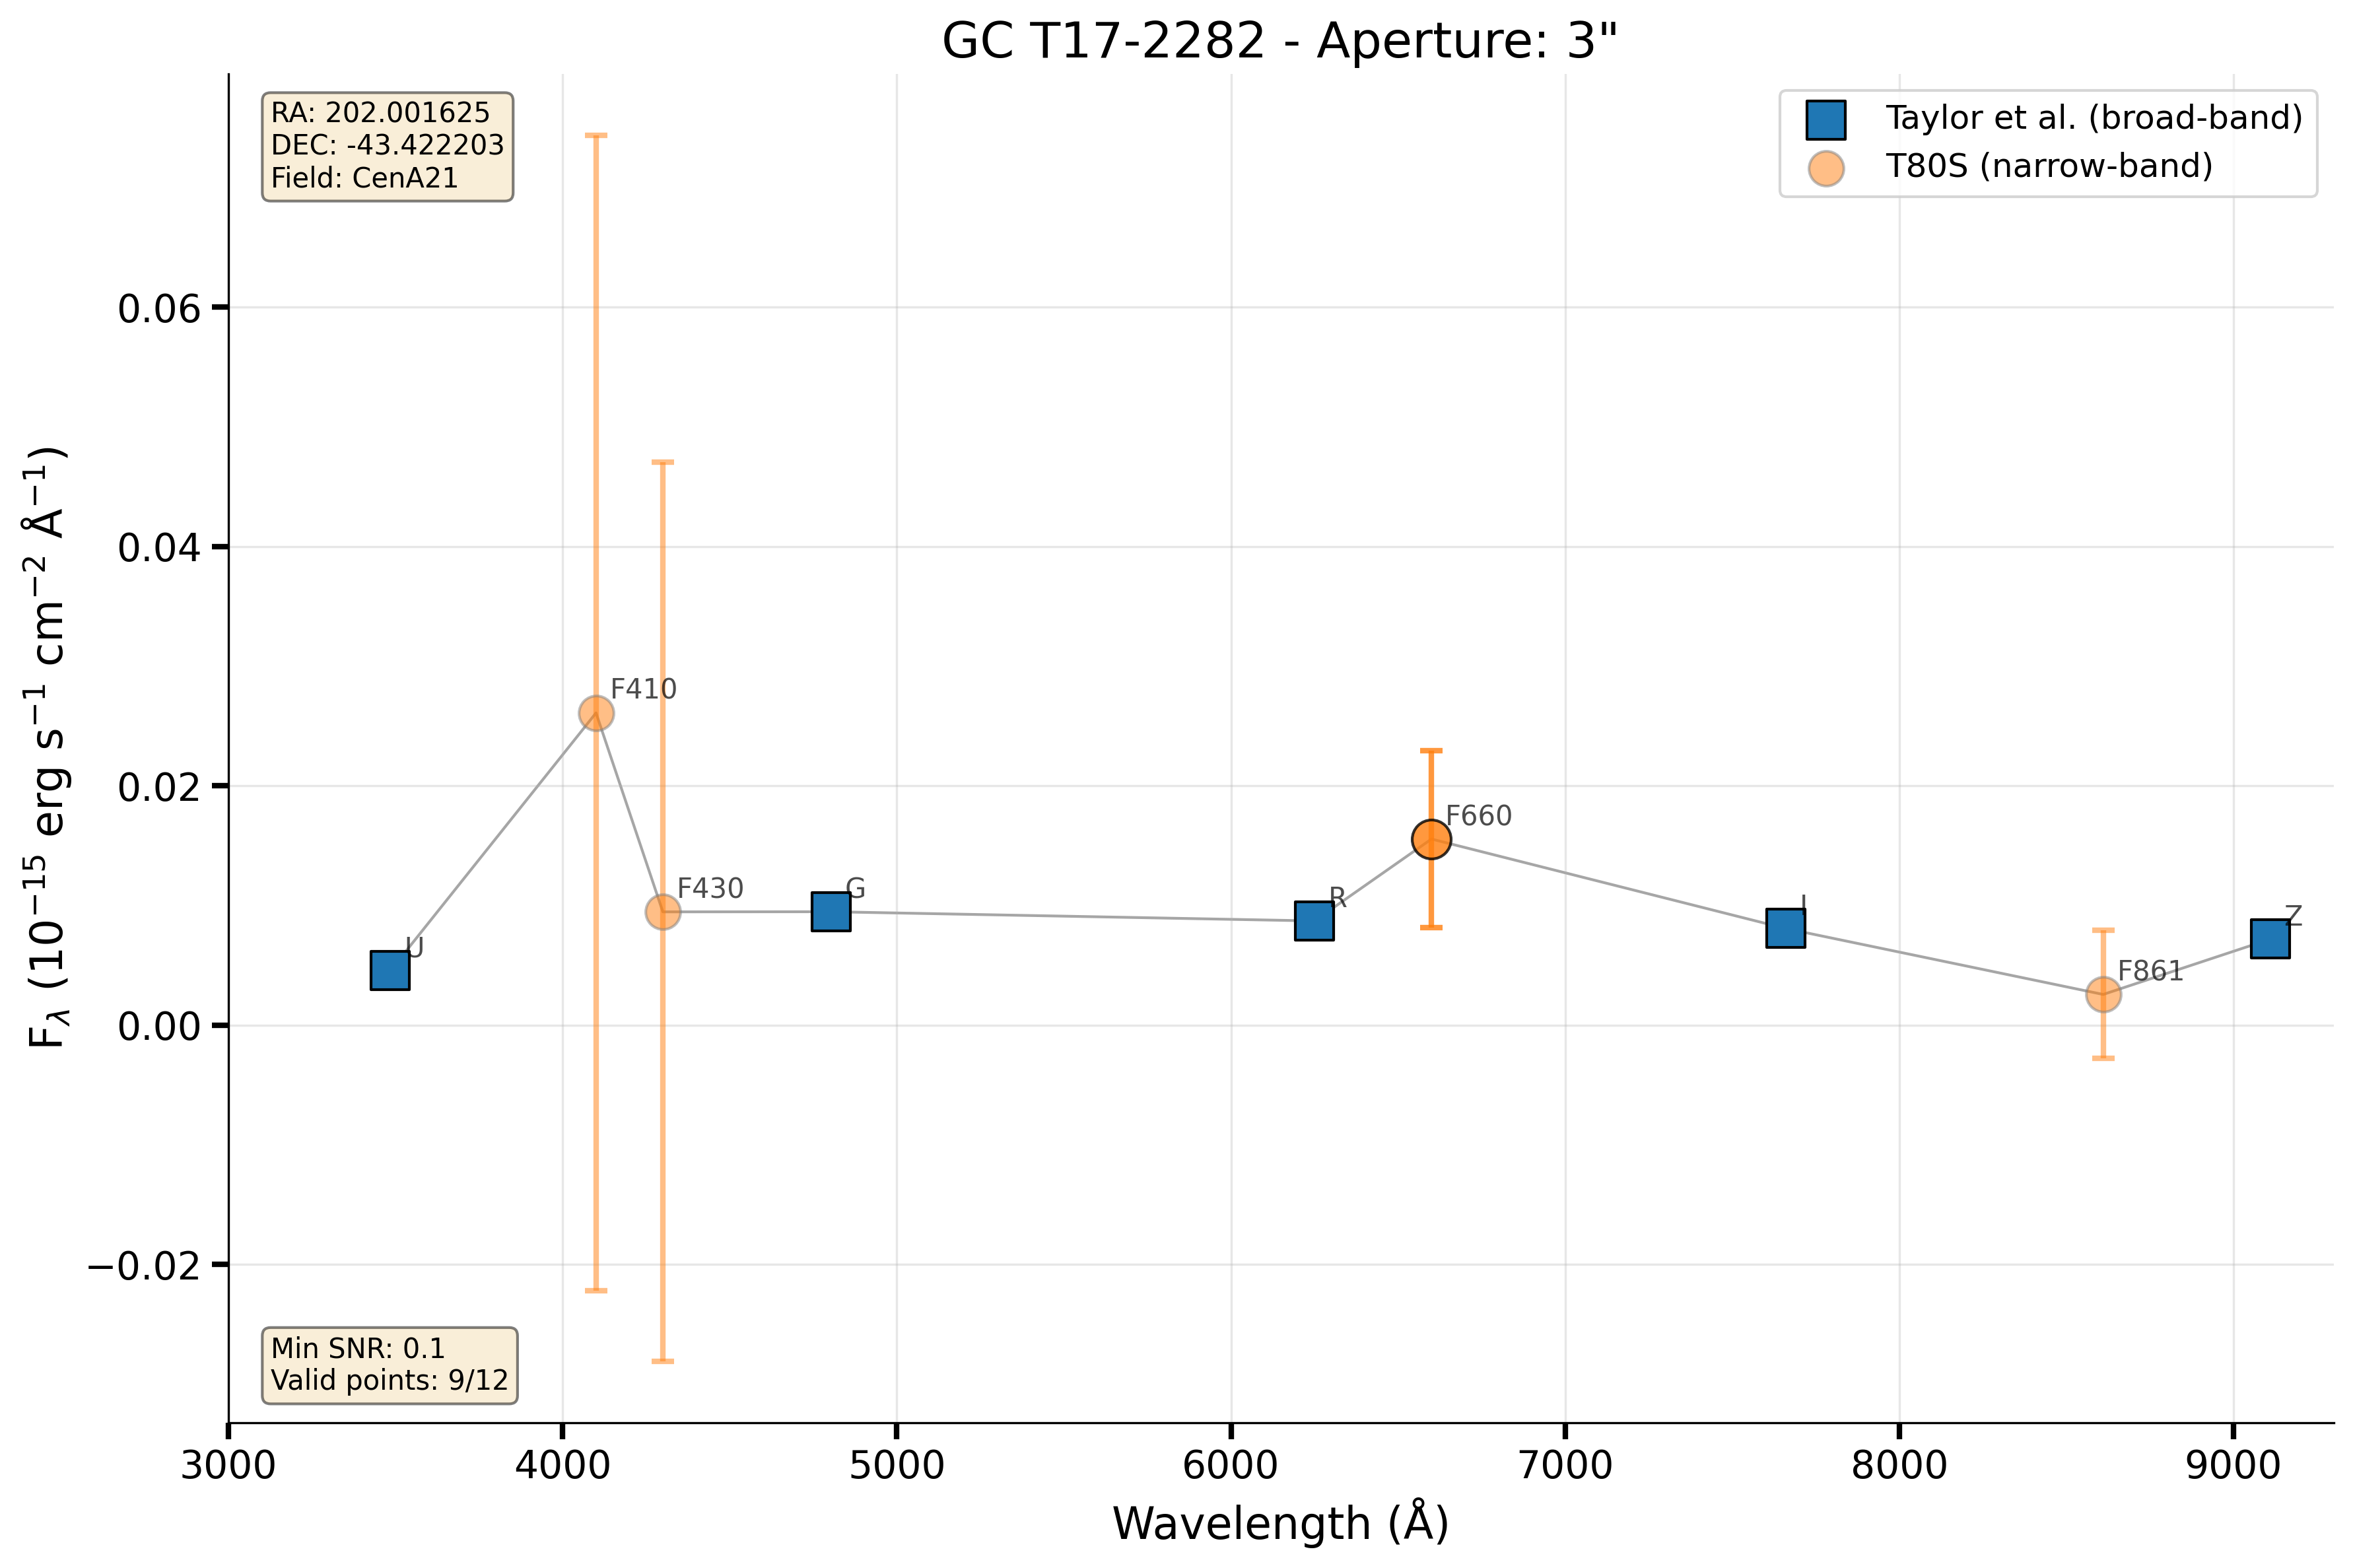 GC T17-2282 - Aperture: 3"
RA: 202.001625
DEC: -43.422203
Field: CenA21
Taylor et al. (broad-band)
T80S (narrow-band)
0.06
0.04
0.02
0.00
−0.02
F410
F430
F660
F861
U
G
R
I
Z
Min SNR: 0.1
Valid points: 9/12
3000
4000
5000
6000
7000
8000
9000
Wavelength (Å)
Fλ (10⁻¹⁵ erg s⁻¹ cm⁻² Å⁻¹)